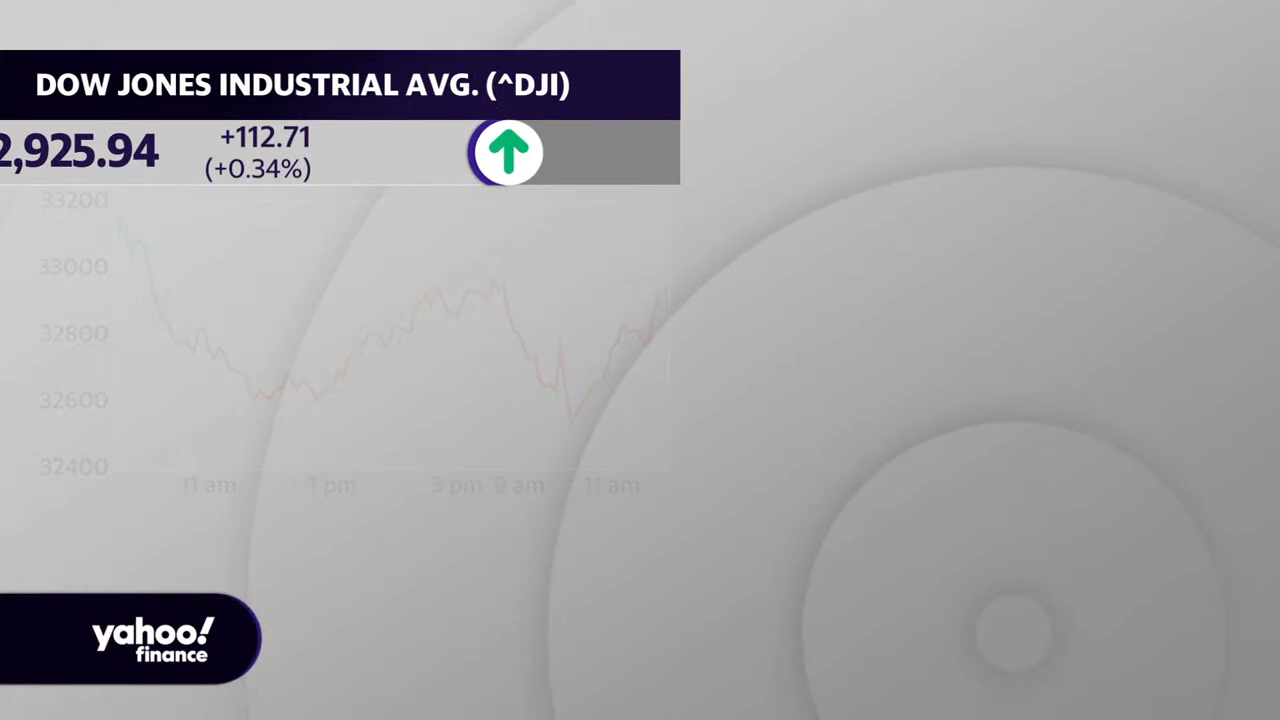 DOW JONES INDUSTRIAL AVG. (^DJI)
2,925.94
+112.71
(+0.34%)
33200
33000
32800
32600
32400
11 am 1 pm 3 pm 9 am 11 am
yahoo!
finance